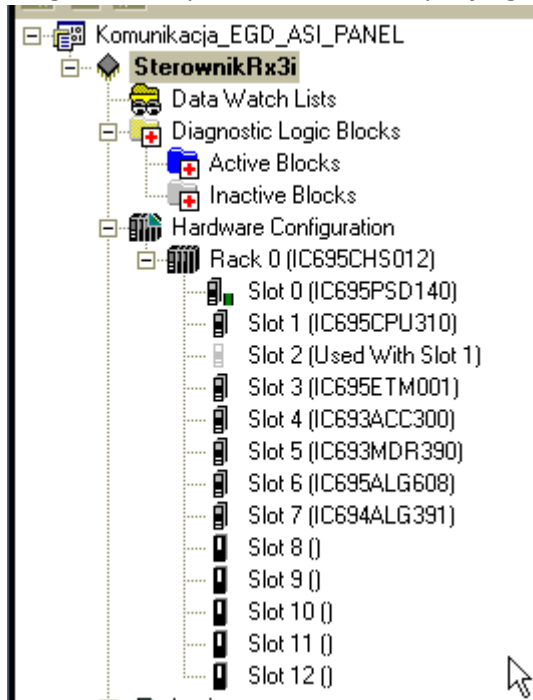 Komunikacja_EGD_ASI_PANEL
SterownikRx3i
Data Watch Lists
Diagnostic Logic Blocks
Active Blocks
Inactive Blocks
Hardware Configuration
Rack 0 (IC695CHS012)
Slot 0 (IC695PSD140)
Slot 1 (IC695CPU310)
Slot 2 (Used With Slot 1)
Slot 3 (IC695ETM001)
Slot 4 (IC693ACC300)
Slot 5 (IC693MDR390)
Slot 6 (IC695ALG608)
Slot 7 (IC694ALG391)
Slot 8 ()
Slot 9 ()
Slot 10 ()
Slot 11 ()
Slot 12 ()